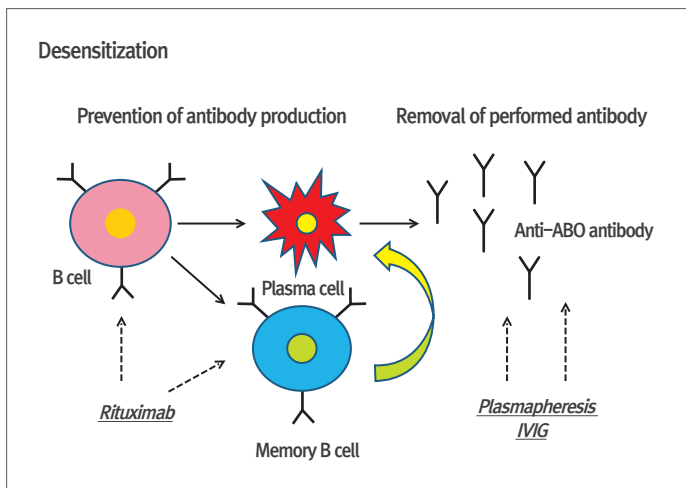 Desensitization
Prevention of antibody production
Removal of performed antibody
B cell
Plasma cell
Anti-ABO antibody
Rituximab
Memory B cell
Plasmapheresis
IVIG